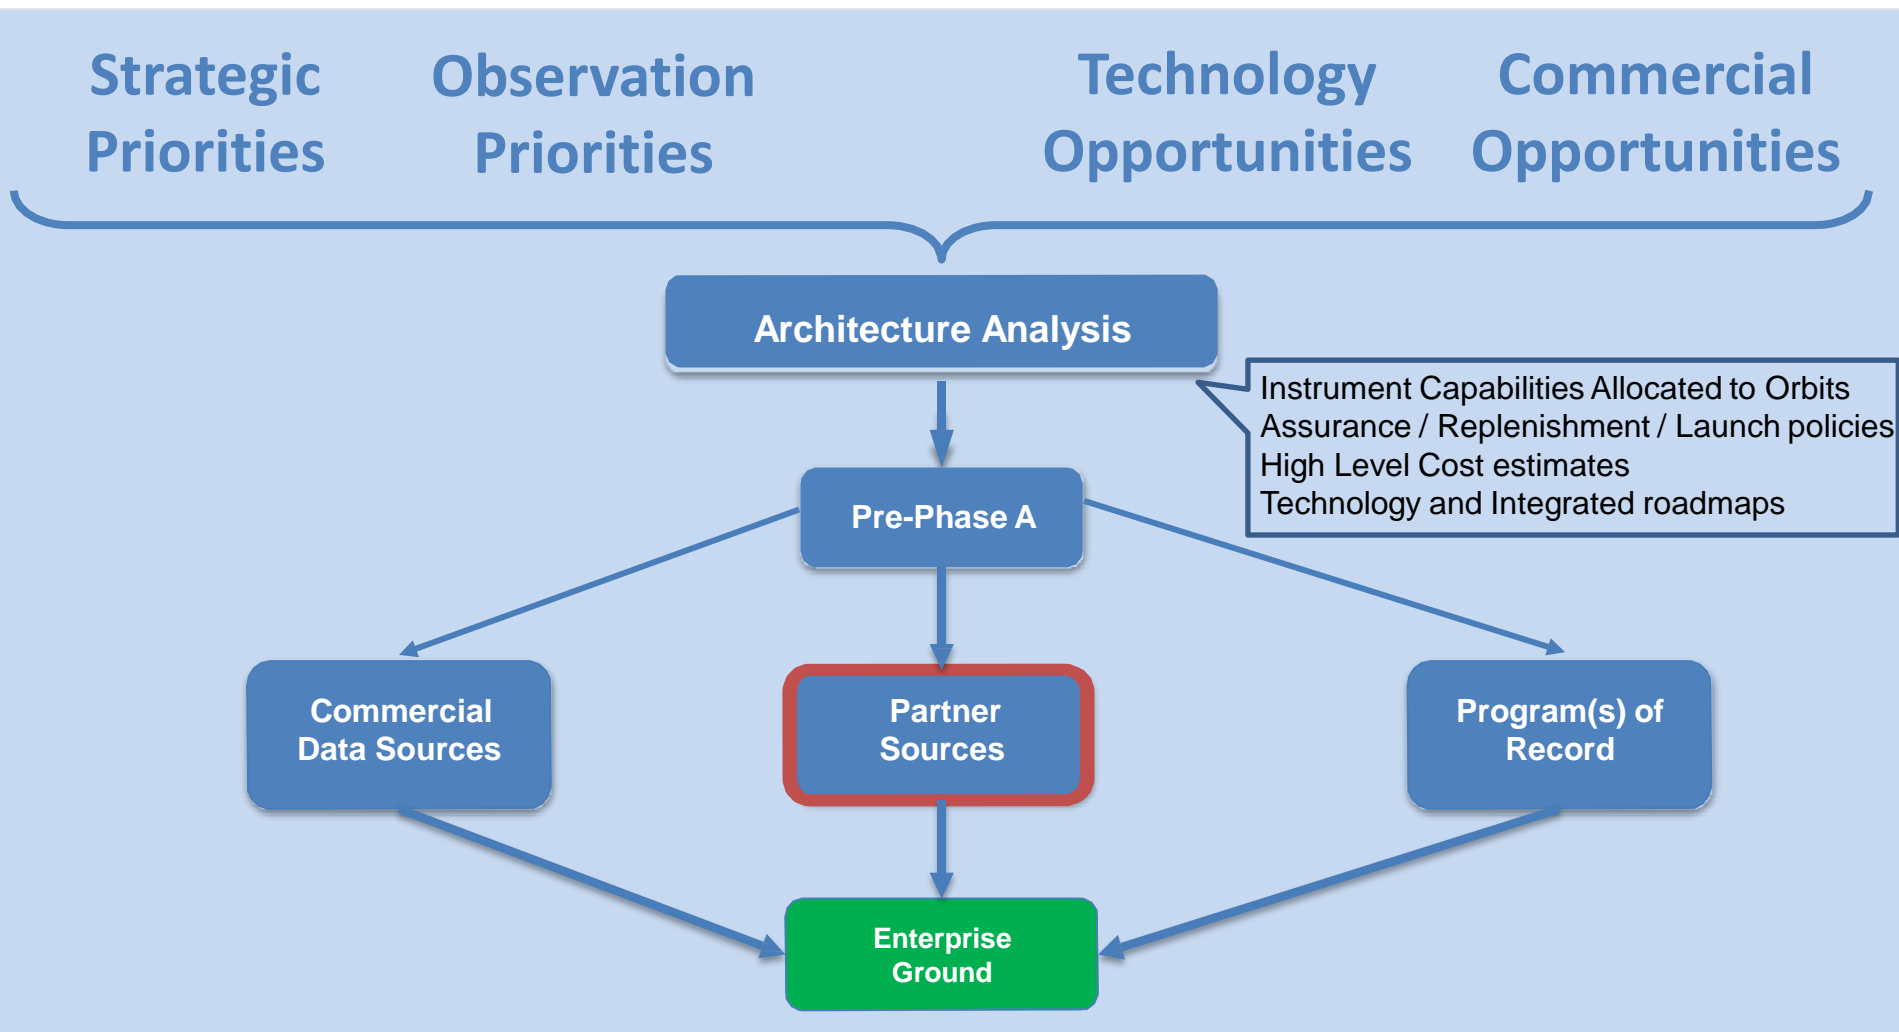 Strategic
Priorities
Observation
Priorities
Technology
Opportunities
Commercial
Opportunities
Architecture Analysis
Instrument Capabilities Allocated to Orbits
Assurance / Replenishment / Launch policies
High Level Cost estimates
Technology and Integrated roadmaps
Pre-Phase A
Commercial
Data Sources
Partner
Sources
Program(s) of
Record
Enterprise
Ground